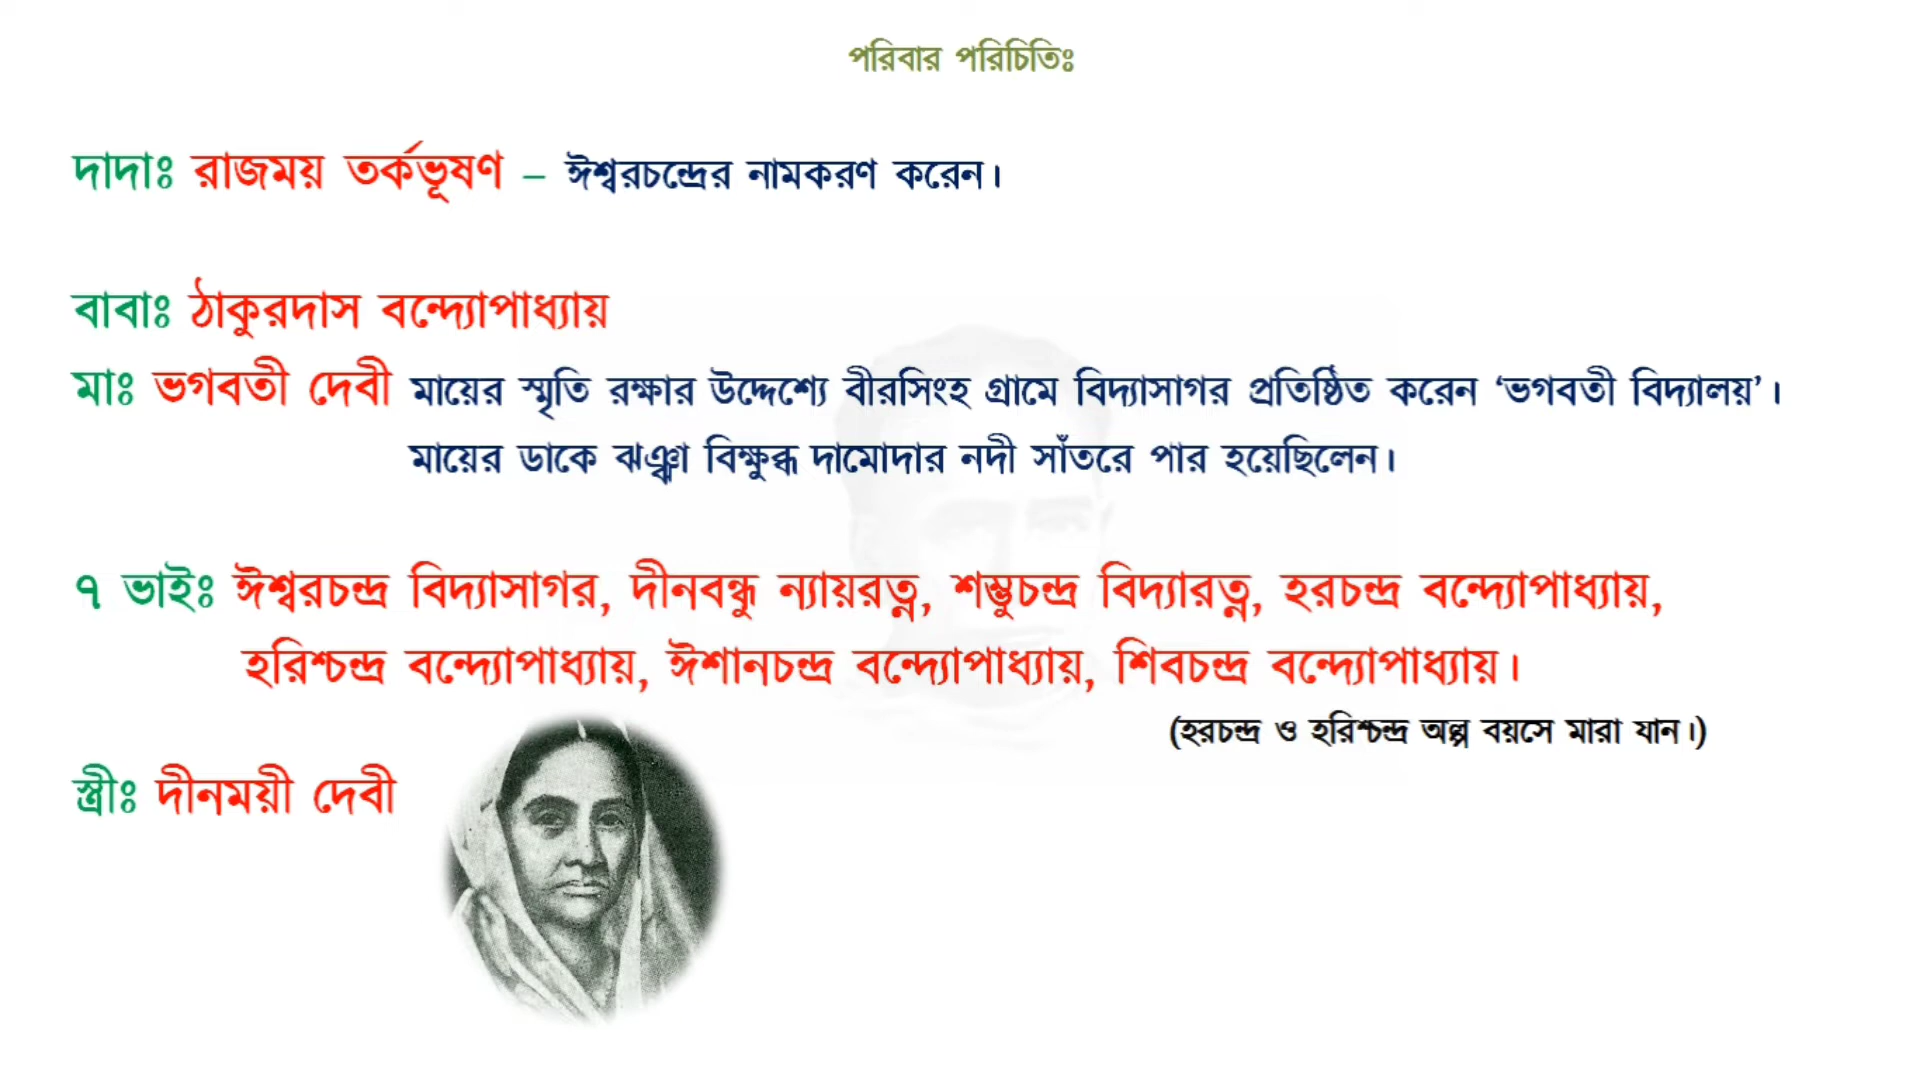 পরিবার পরিচিতিঃ
দাদাঃ রাজময় তর্কভূষণ – ঈশ্বরচন্দ্রের নামকরণ করেন।
বাবাঃ ঠাকুরদাস বন্দ্যোপাধ্যায়
মাঃ ভগবতী দেবী মায়ের স্মৃতি রক্ষার উদ্দেশ্যে বীরসিংহ গ্রামে বিদ্যাসাগর প্রতিষ্ঠিত করেন ‘ভগবতী বিদ্যালয়’।
মায়ের ডাকে ঝঞ্ঝা বিক্ষুব্ধ দামোদার নদী সাঁতরে পার হয়েছিলেন।
৭ ভাইঃ ঈশ্বরচন্দ্র বিদ্যাসাগর, দীনবন্ধু ন্যায়রত্ন, শম্ভুচন্দ্র বিদ্যারত্ন, হরচন্দ্র বন্দ্যোপাধ্যায়,
হরিশ্চন্দ্র বন্দ্যোপাধ্যায়, ঈশানচন্দ্র বন্দ্যোপাধ্যায়, শিবচন্দ্র বন্দ্যোপাধ্যায়।
(হরচন্দ্র ও হরিশ্চন্দ্র অল্প বয়সে মারা যান।)
স্ত্রীঃ দীনময়ী দেবী